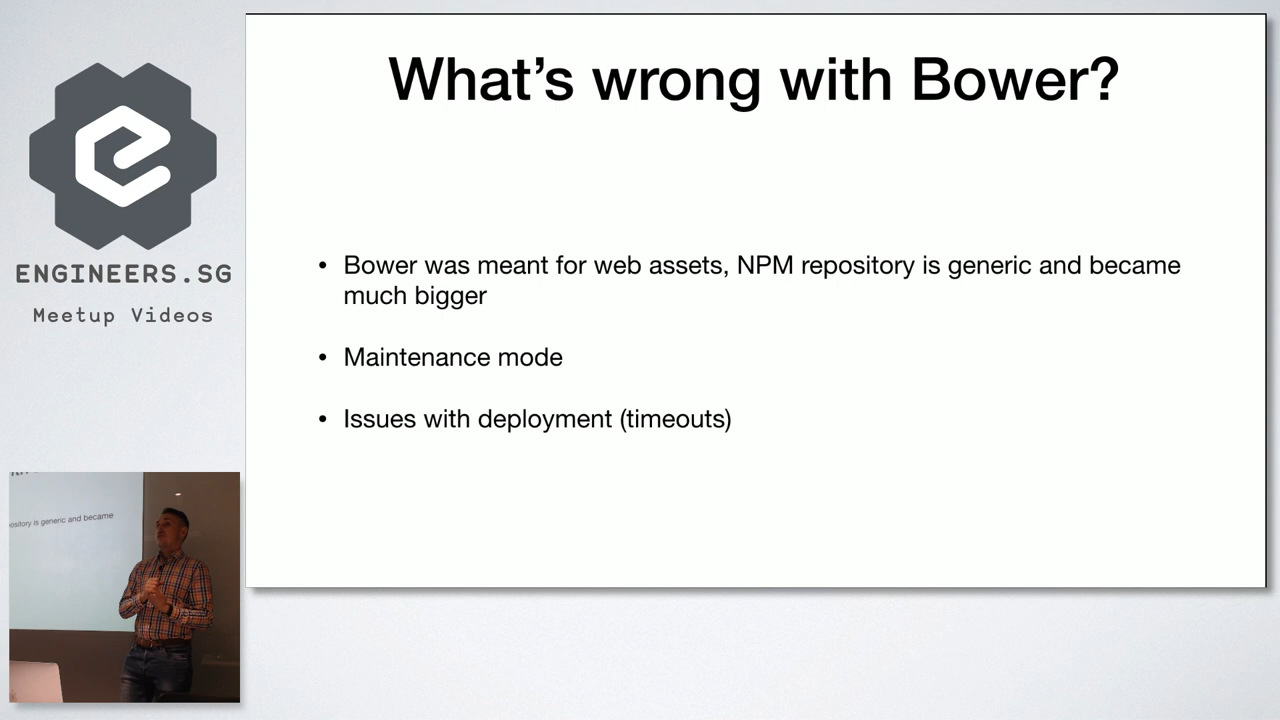 What's wrong with Bower?
• Bower was meant for web assets, NPM repository is generic and became
much bigger
• Maintenance mode
• Issues with deployment (timeouts)
ENGINEERS.SG
Meetup Videos
repository is generic and became